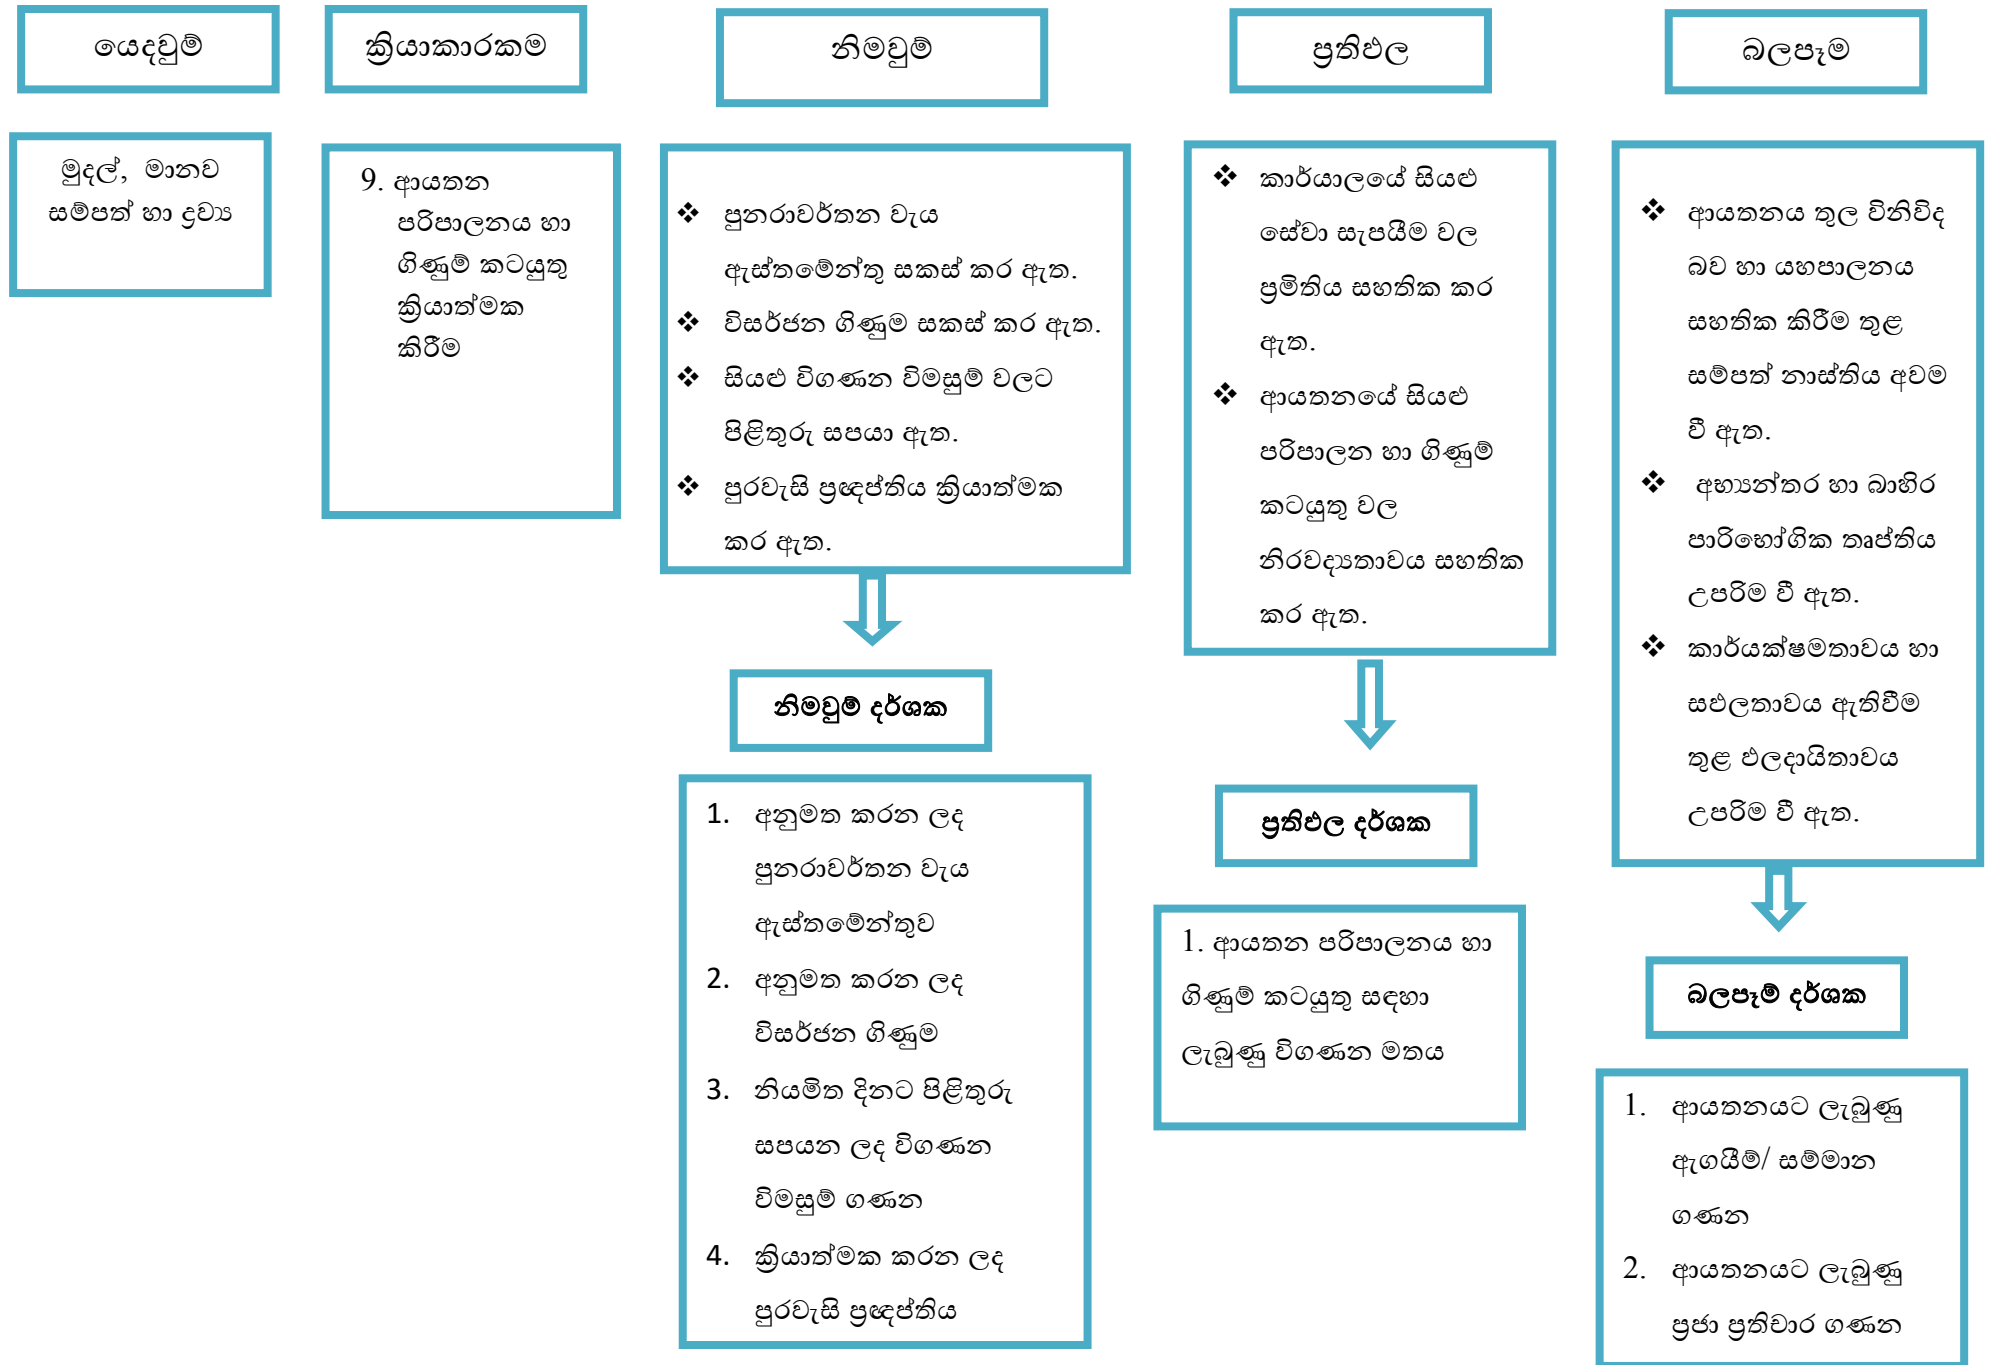 යෙදවුම්
ක්‍රියාකාරකම
නිමවුම්
ප්‍රතිඵල
බලපෑම
මුදල්, මානව
සම්පත් හා ද්‍රව්‍ය
9. ආයතන
පරිපාලනය හා
ගිණුම් කටයුතු
ක්‍රියාත්මක
කිරීම
❖ පුනරාවර්තන වැය
ඇස්තමේන්තු සකස් කර ඇත.
❖ විසර්ජන ගිණුම සකස් කර ඇත.
❖ සියළු විගණන විමසුම් වලට
පිළිතුරු සපයා ඇත.
❖ පුරවැසි ප්‍රඥප්තිය ක්‍රියාත්මක
කර ඇත.
නිමවුම් දර්ශක
1. අනුමත කරන ලද
පුනරාවර්තන වැය
ඇස්තමේන්තුව
2. අනුමත කරන ලද
විසර්ජන ගිණුම
3. නියමිත දිනට පිළිතුරු
සපයන ලද විගණන
විමසුම් ගණන
4. ක්‍රියාත්මක කරන ලද
පුරවැසි ප්‍රඥප්තිය
❖ කාර්යාලයේ සියළු
සේවා සැපයීම වල
ප්‍රමිතිය සහතික කර
ඇත.
❖ ආයතනයේ සියළු
පරිපාලන හා ගිණුම්
කටයුතු වල
නිරවද්‍යතාවය සහතික
කර ඇත.
ප්‍රතිඵල දර්ශක
1. ආයතන පරිපාලනය හා
ගිණුම් කටයුතු සඳහා
ලැබුණු විගණන මතය
❖ ආයතනය තුල විනිවිද
බව හා යහපාලනය
සහතික කිරීම තුළ
සම්පත් නාස්තිය අවම
වී ඇත.
❖ අභ්‍යන්තර හා බාහිර
පාරිභෝගික තෘප්තිය
උපරිම වී ඇත.
❖ කාර්යක්ෂමතාවය හා
සඵලතාවය ඇතිවීම
තුළ ඵලදායිතාවය
උපරිම වී ඇත.
බලපෑම් දර්ශක
1. ආයතනයට ලැබුණු
ඇගයීම්/ සම්මාන
ගණන
2. ආයතනයට ලැබුණු
ප්‍රජා ප්‍රතිචාර ගණන